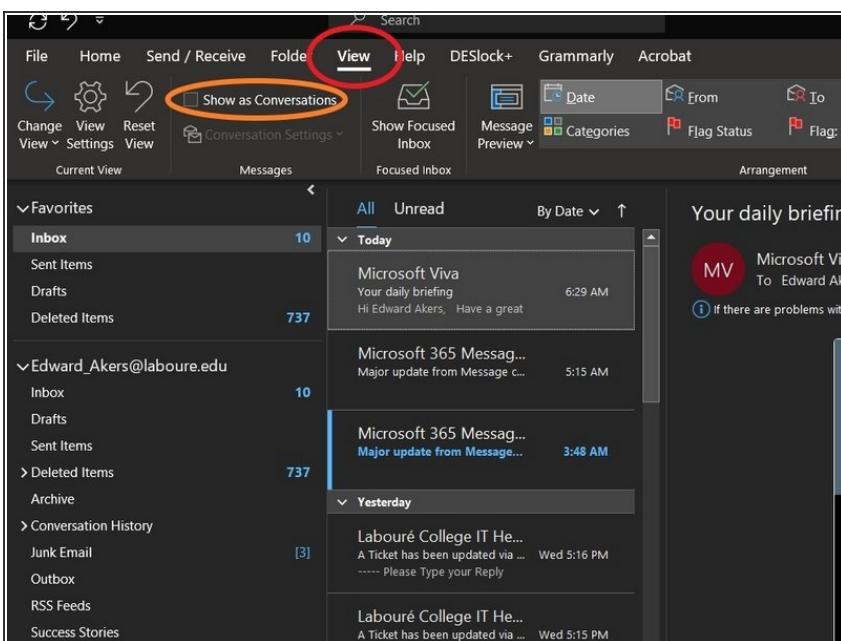 Search
File Home Send / Receive Folde View Help DESlock+ Grammarly Acrobat
Change View View Settings Reset View
Show as Conversations
Conversation Settings
Show Focused Inbox
Message Preview
Date From To
Categories Flag Status Flag:
Current View Messages Focused Inbox Arrangement
Favorites
Inbox 10
Sent Items
Drafts
Deleted Items 737
Edward_Akers@laboure.edu
Inbox 10
Drafts
Sent Items
Deleted Items 737
Archive
Conversation History
Junk Email [3]
Outbox
RSS Feeds
Success Stories
All Unread By Date
Today
Microsoft Viva
Your daily briefing 6:29 AM
Hi Edward Akers, Have a great
Microsoft 365 Messag...
Major update from Message c... 5:15 AM
Microsoft 365 Messag...
Major update from Message... 3:48 AM
Yesterday
Labouré College IT He...
A Ticket has been updated via ... Wed 5:16 PM
----- Please Type your Reply
Labouré College IT He...
A Ticket has been updated via ... Wed 5:15 PM
Your daily briefin
MV
Microsoft Vi
To Edward Ak
If there are problems wit